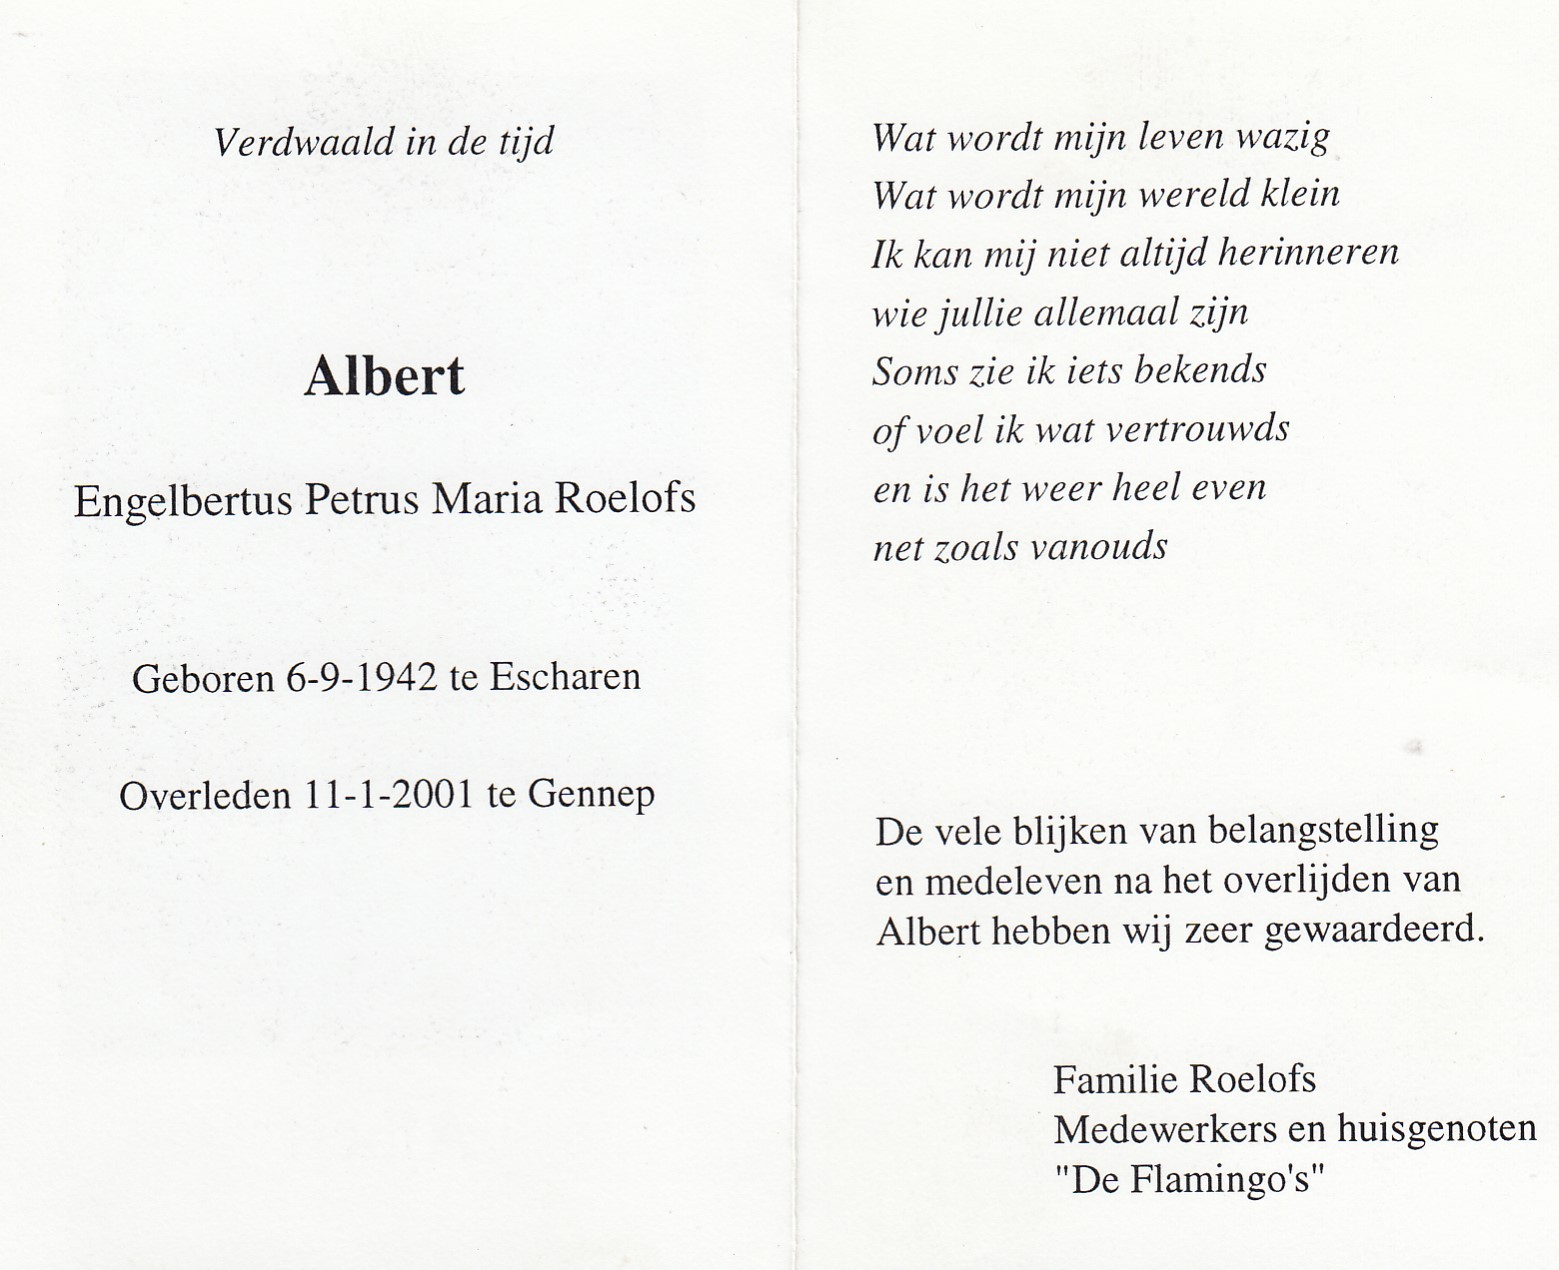 Verdwaald in de tijd
Albert
Engelbertus Petrus Maria Roelofs
Geboren 6-9-1942 te Escharen
Overleden 11-1-2001 te Gennep
Wat wordt mijn leven wazig
Wat wordt mijn wereld klein
Ik kan mij niet altijd herinneren
wie jullie allemaal zijn
Soms zie ik iets bekends
of voel ik wat vertrouwds
en is het weer heel even
net zoals vanouds
De vele blijken van belangstelling
en medeleven na het overlijden van
Albert hebben wij zeer gewaardeerd.
Familie Roelofs
Medewerkers en huisgenoten
"De Flamingo's"